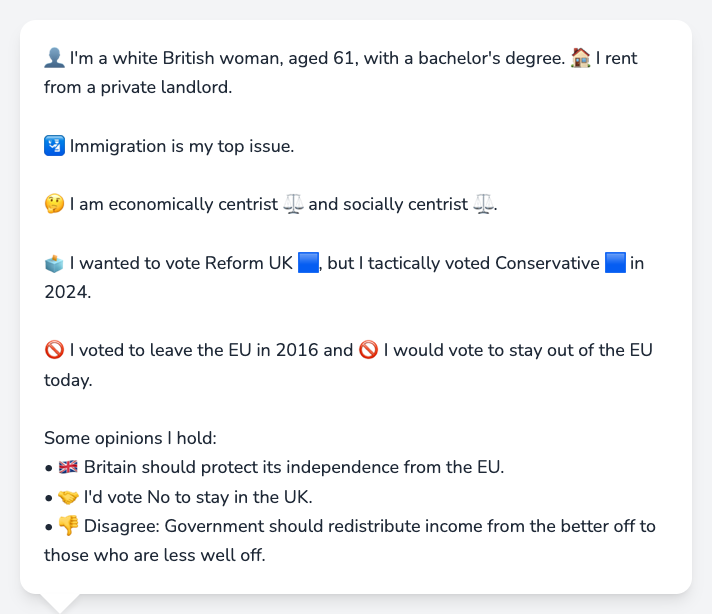 👤 I'm a white British woman, aged 61, with a bachelor's degree. 🏠 I rent
from a private landlord.
🛂 Immigration is my top issue.
🤔 I am economically centrist ⚖️ and socially centrist ⚖️.
🗳️ I wanted to vote Reform UK 🟦, but I tactically voted Conservative 🟦 in
2024.
🚫 I voted to leave the EU in 2016 and 🚫 I would vote to stay out of the EU
today.
Some opinions I hold:
• 🇬🇧 Britain should protect its independence from the EU.
• 🤝 I'd vote No to stay in the UK.
• 👎 Disagree: Government should redistribute income from the better off to
those who are less well off.